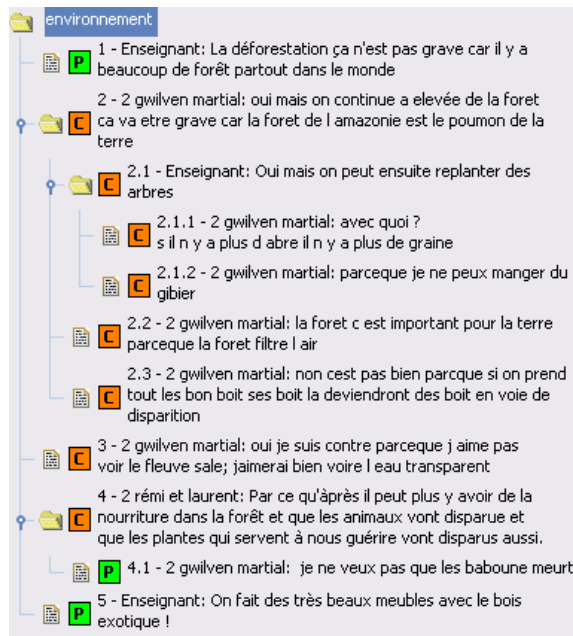 environnement
P 1 - Enseignant: La déforestation ça n'est pas grave car il y a
beaucoup de forêt partout dans le monde
C 2 - 2 gwilven martial: oui mais on continue a elevée de la foret
ca va etre grave car la foret de l amazonie est le poumon de la
terre
C 2.1 - Enseignant: Oui mais on peut ensuite replanter des
arbres
C 2.1.1 - 2 gwilven martial: avec quoi ?
s il n y a plus d abre il n y a plus de graine
C 2.1.2 - 2 gwilven martial: parceque je ne peux manger du
gibier
C 2.2 - 2 gwilven martial: la foret c est important pour la terre
parceque la foret filtre l air
C 2.3 - 2 gwilven martial: non cest pas bien parcque si on prend
tout les bon boit ses boit la deviendront des boit en voie de
disparition
C 3 - 2 gwilven martial: oui je suis contre parceque j aime pas
voir le fleuve sale; jaimerai bien voire l eau transparent
C 4 - 2 rémi et laurent: Par ce qu'àprès il peut plus y avoir de la
nourriture dans la forêt et que les animaux vont disparue et
que les plantes qui servent à nous guérire vont disparus aussi.
P 4.1 - 2 gwilven martial: je ne veux pas que les baboune meurt
P 5 - Enseignant: On fait des très beaux meubles avec le bois
exotique !